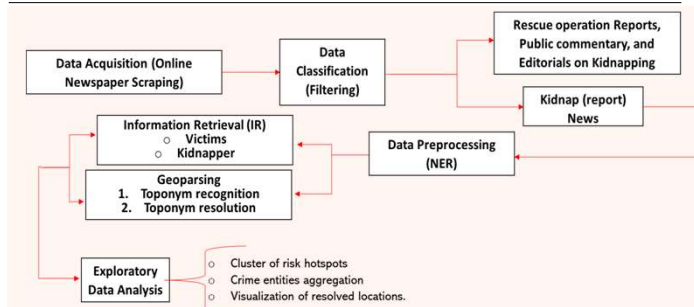 Data Acquisition (Online
Newspaper Scraping)
Data
Classification
(Filtering)
Rescue operation Reports,
Public commentary, and
Editorials on Kidnapping
Kidnap (report)
News
Information Retrieval (IR)
o Victims
o Kidnapper
Data Preprocessing
(NER)
Geoparsing
1. Toponym recognition
2. Toponym resolution
Exploratory
Data Analysis
o Cluster of risk hotspots
o Crime entities aggregation
o Visualization of resolved locations.